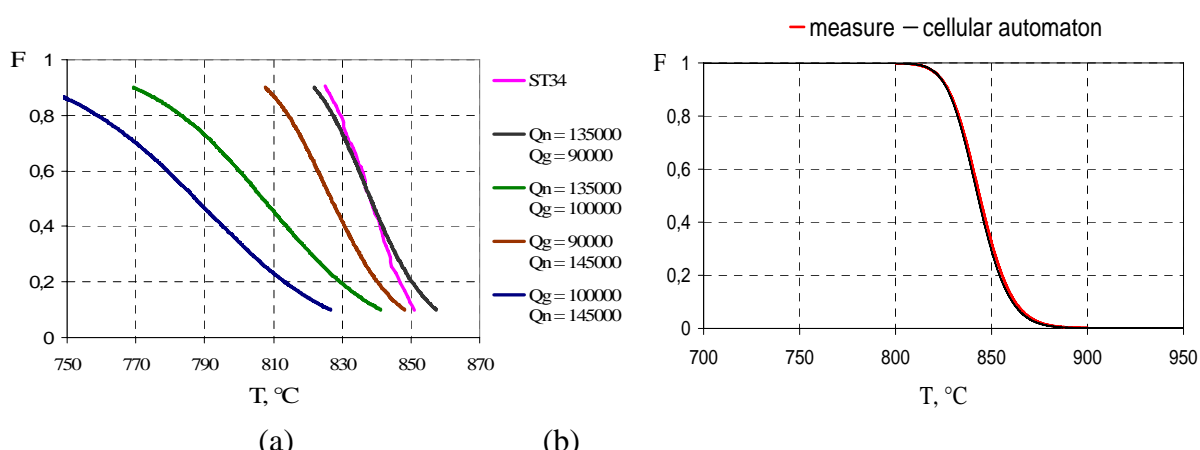 F
1
0,8
0,6
0,4
0,2
0
750 770 790 810 830 850 870
T, °C
ST34
Qn = 135000
Qg = 90000
Qn = 135000
Qg = 100000
Qg = 90000
Qn = 145000
Qg = 100000
Qn = 145000
measure cellular automaton
F
1
0,8
0,6
0,4
0,2
0
700 750 800 850 900 950
T, °C
(a) (b)